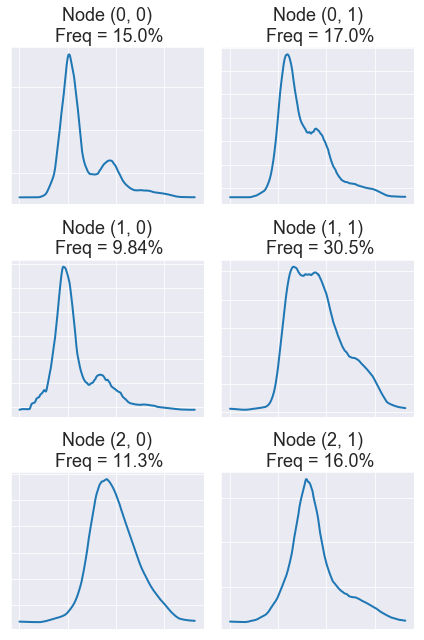 Node (0, 0)
Freq = 15.0%
Node (0, 1)
Freq = 17.0%
Node (1, 0)
Freq = 9.84%
Node (1, 1)
Freq = 30.5%
Node (2, 0)
Freq = 11.3%
Node (2, 1)
Freq = 16.0%